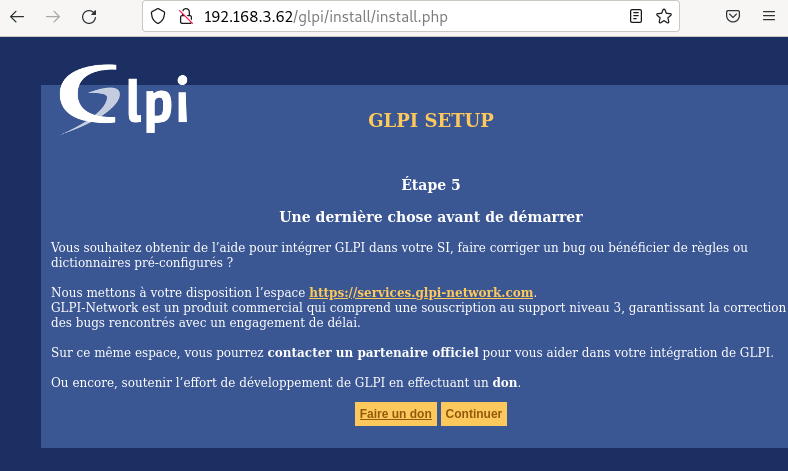 192.168.3.62/glpi/install/install.php
Glpi
GLPI SETUP
Étape 5
Une dernière chose avant de démarrer
Vous souhaitez obtenir de l’aide pour intégrer GLPI dans votre SI, faire corriger un bug ou bénéficier de règles ou
dictionnaires pré-configurés ?
Nous mettons à votre disposition l’espace https://services.glpi-network.com.
GLPI-Network est un produit commercial qui comprend une souscription au support niveau 3, garantissant la correction
des bugs rencontrés avec un engagement de délai.
Sur ce même espace, vous pourrez contacter un partenaire officiel pour vous aider dans votre intégration de GLPI.
Ou encore, soutenir l’effort de développement de GLPI en effectuant un don.
Faire un don Continuer